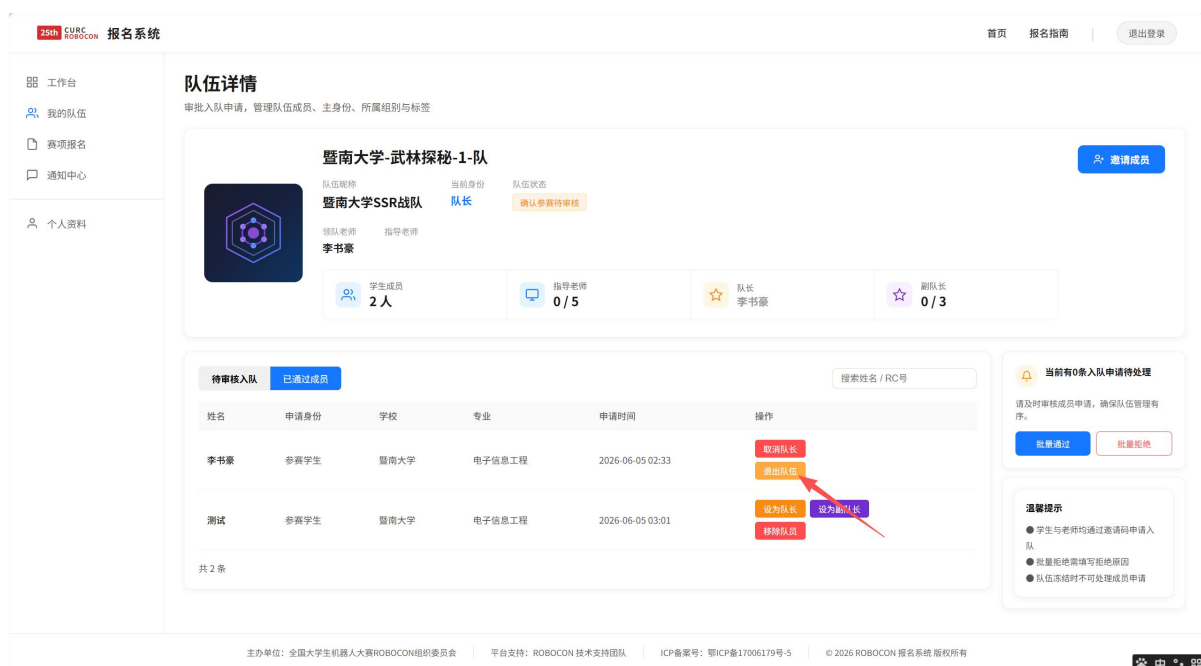 25th CURC ROBOCON 报名系统
首页 报名指南 退出登录
工作台
我的队伍
赛项报名
通知中心
个人资料
队伍详情
审批入队申请，管理队伍成员、主身份、所属组别与标签
暨南大学-武林探秘-1-队
邀请成员
队伍昵称 当前身份 队伍状态
暨南大学SSR战队 队长 确认参赛待审核
领队老师 指导老师
李书豪
学生成员 指导老师 队长 副队长
2 人 0 / 5 李书豪 0 / 3
待审核入队 已通过成员 搜索姓名 / RC号
姓名 申请身份 学校 专业 申请时间 操作
李书豪 参赛学生 暨南大学 电子信息工程 2026-06-05 02:33 取消队长
退出队伍
测试 参赛学生 暨南大学 电子信息工程 2026-06-05 03:01 设为队长 设为副队长
移除队员
共 2 条
当前有0条入队申请待处理
请及时审核成员申请，确保队伍管理有
序。
批量通过 批量拒绝
温馨提示
● 学生与老师均通过邀请码申请入
队
● 批量拒绝需填写拒绝原因
● 队伍冻结时不可处理成员申请
主办单位：全国大学生机器人大赛ROBOCON组织委员会 平台支持：ROBOCON 技术支持团队 ICP备案号：鄂ICP备17006179号-5 © 2026 ROBOCON 报名系统 版权所有
中